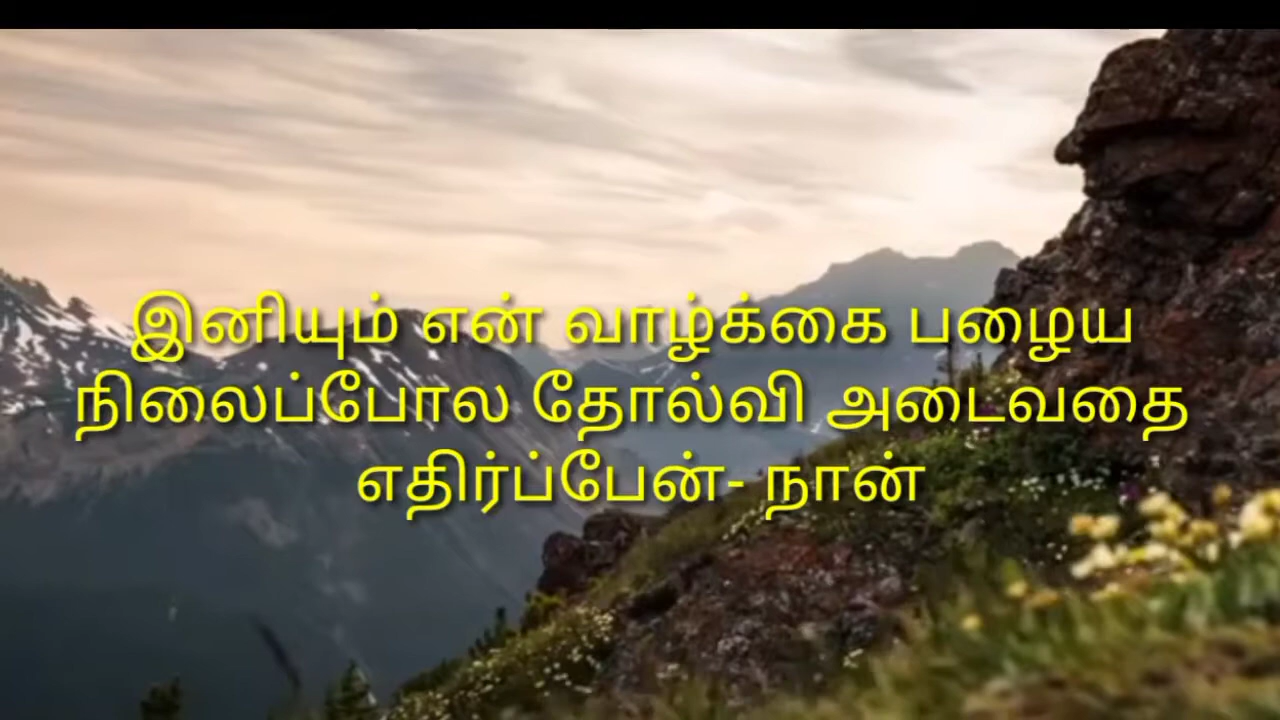 இனியும் என் வாழ்க்கை பழைய
நிலைப்போல தோல்வி அடைவதை
எதிர்ப்பேன்- நான்